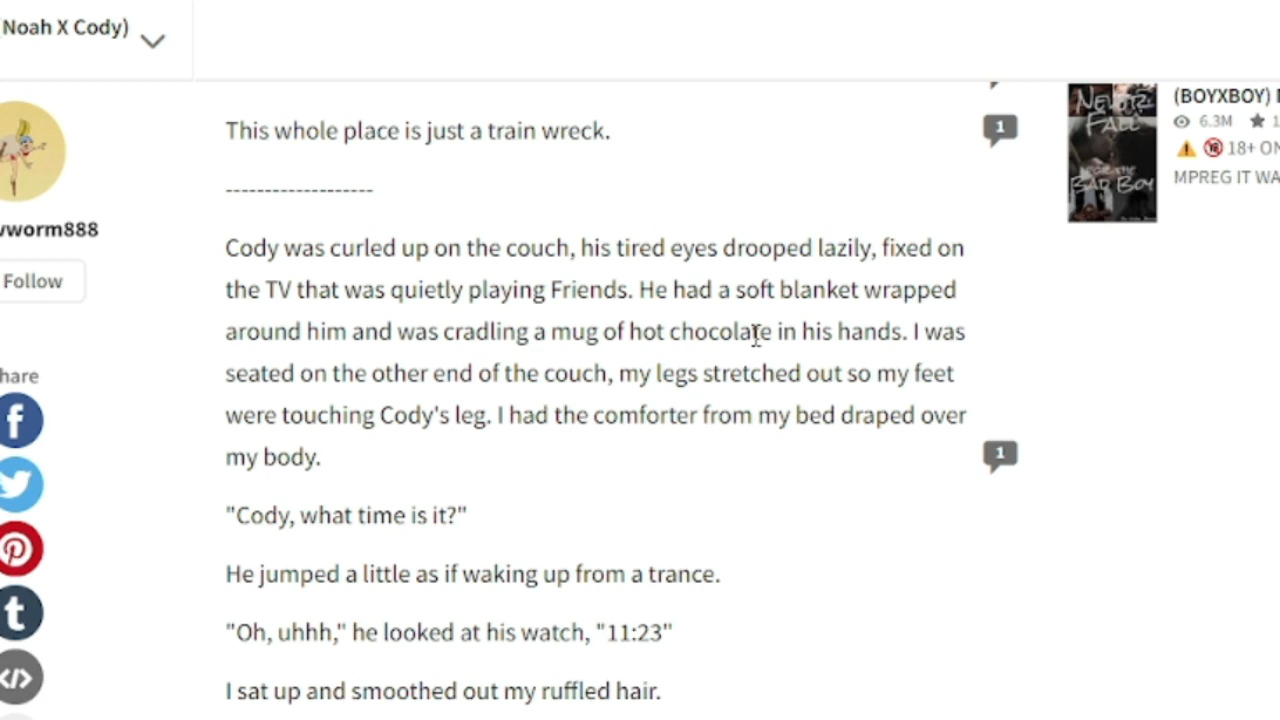 Noah X Cody)
This whole place is just a train wreck.
1
-------------------
Cody was curled up on the couch, his tired eyes drooped lazily, fixed on
the TV that was quietly playing Friends. He had a soft blanket wrapped
around him and was cradling a mug of hot chocolate in his hands. I was
seated on the other end of the couch, my legs stretched out so my feet
were touching Cody's leg. I had the comforter from my bed draped over
my body.
1
"Cody, what time is it?"
He jumped a little as if waking up from a trance.
"Oh, uhhh," he looked at his watch, "11:23"
I sat up and smoothed out my ruffled hair.
worm888
Follow
hare
f
t
</>
NEVER
FALL
BAD BOY
(BOYXBOY)
6.3M
1
18+ ON
MPREG IT WA